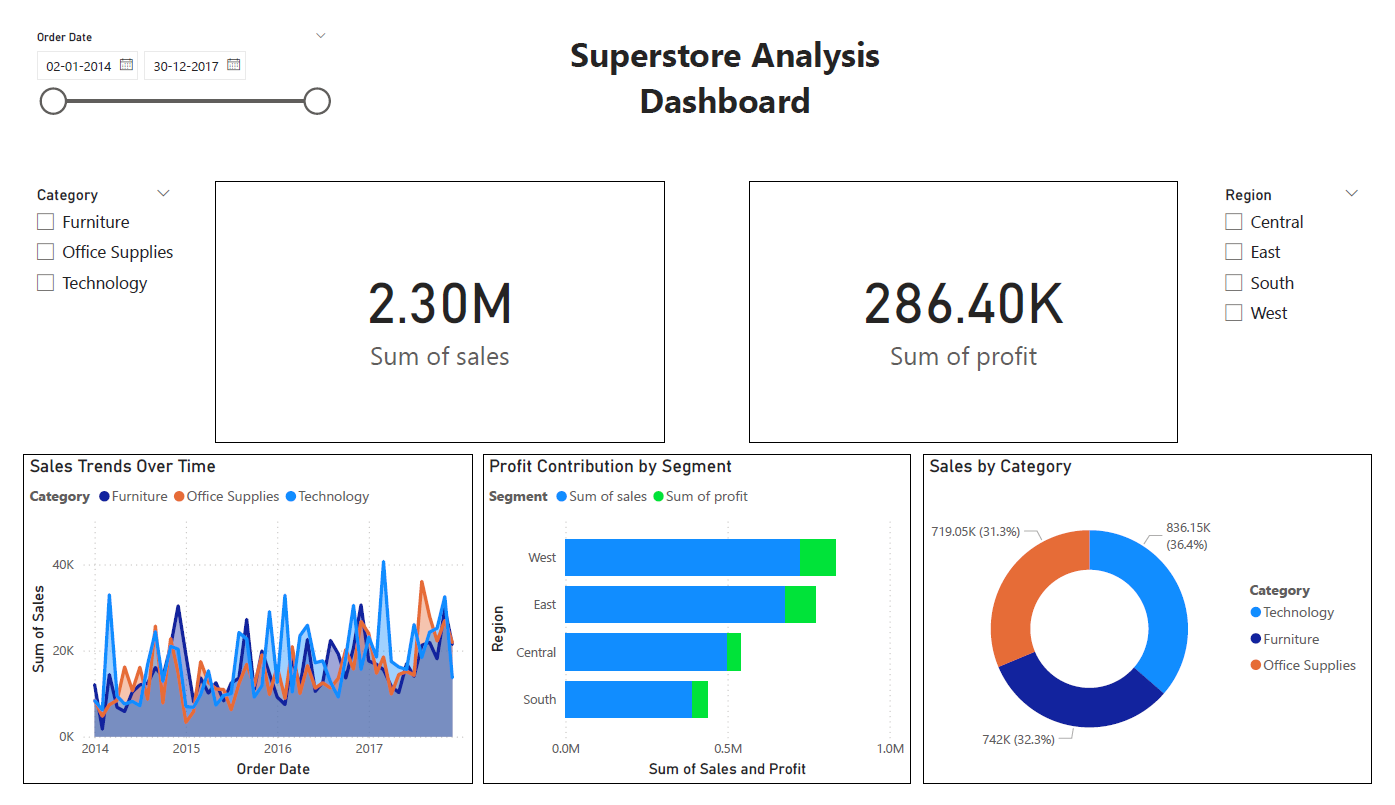 Order Date
02-01-2014
30-12-2017
Superstore Analysis
Dashboard
Category
Furniture
Office Supplies
Technology
2.30M
Sum of sales
286.40K
Sum of profit
Region
Central
East
South
West
Sales Trends Over Time
Category Furniture Office Supplies Technology
Sum of Sales
40K
20K
0K
2014 2015 2016 2017
Order Date
Profit Contribution by Segment
Segment Sum of sales Sum of profit
Region
West
East
Central
South
0.0M 0.5M 1.0M
Sum of Sales and Profit
Sales by Category
719.05K (31.3%)
836.15K
(36.4%)
742K (32.3%)
Category
Technology
Furniture
Office Supplies